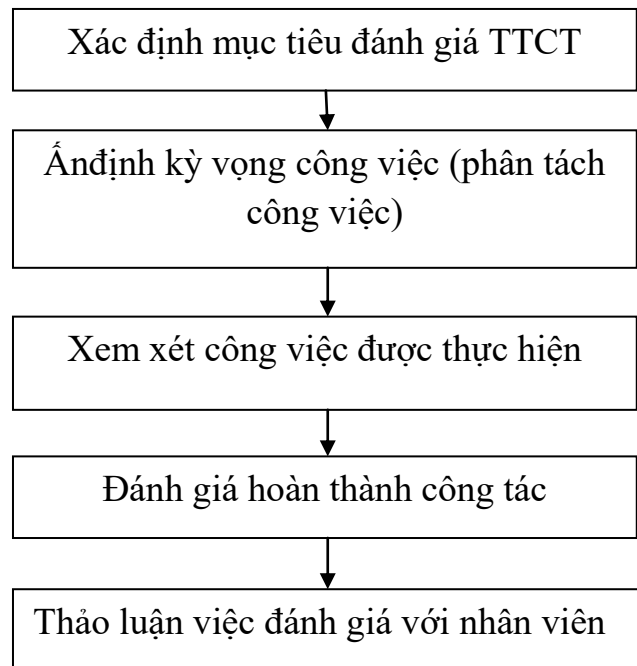 Xác định mục tiêu đánh giá TTCT
Ấnđịnh kỳ vọng công việc (phân tách
công việc)
Xem xét công việc được thực hiện
Đánh giá hoàn thành công tác
Thảo luận việc đánh giá với nhân viên